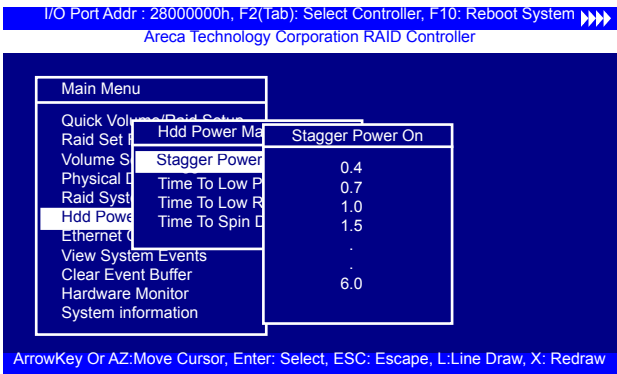 I/O Port Addr : 28000000h, F2(Tab): Select Controller, F10: Reboot System
Areca Technology Corporation RAID Controller
Main Menu
Quick Volume/Raid Setup
Raid Set
Volume S
Physical D
Raid Syst
Hdd Powe
Ethernet C
View System Events
Clear Event Buffer
Hardware Monitor
System information
Hdd Power Ma
Stagger Power
Time To Low P
Time To Low R
Time To Spin D
Stagger Power On
0.4
0.7
1.0
1.5
.
.
6.0
ArrowKey Or AZ:Move Cursor, Enter: Select, ESC: Escape, L:Line Draw, X: Redraw